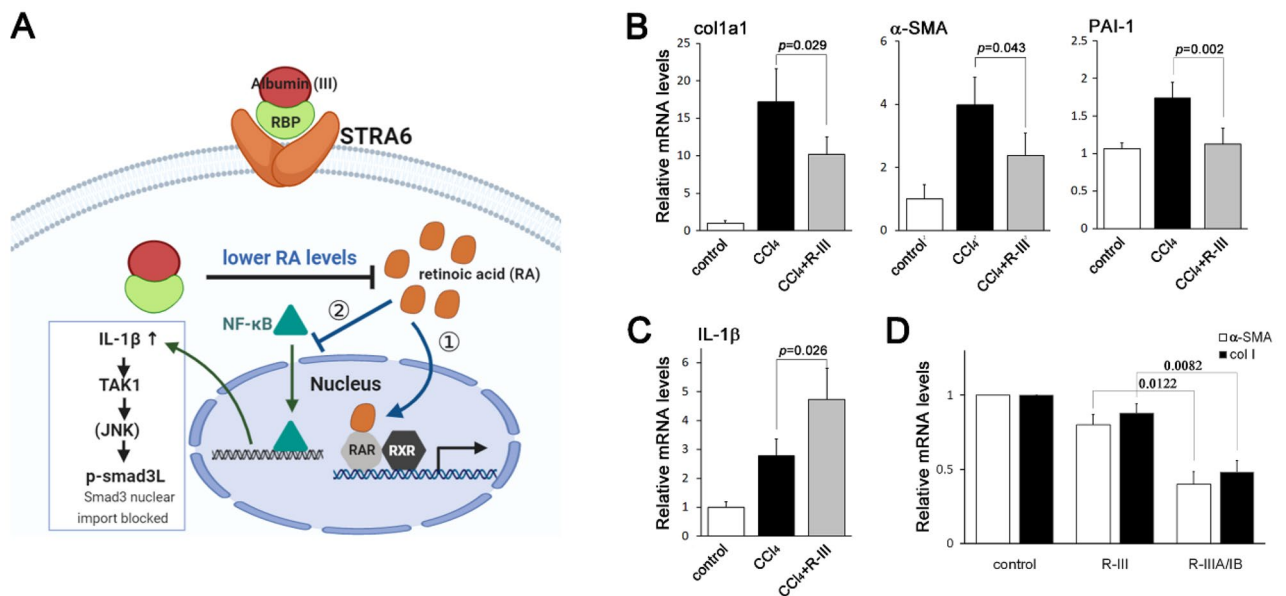 A
Albumin (III)
RBP
STRA6
lower RA levels
retinoic acid (RA)
②
NF-κB
①
IL-1β ↑
TAK1
(JNK)
p-smad3L
Smad3 nuclear
import blocked
Nucleus
RAR
RXR
B
col1a1
Relative mRNA levels
25
20
15
10
5
0
p=0.029
control
CCl₄
CCl₄+R-III
α-SMA
6
4
2
0
p=0.043
control
CCl₄
CCl₄+R-III
PAI-1
2.5
2
1.5
1
0.5
0
p=0.002
control
CCl₄
CCl₄+R-III
C
IL-1β
Relative mRNA levels
6
5
4
3
2
1
0
p=0.026
control
CCl₄
CCl₄+R-III
D
α-SMA
col I
Relative mRNA levels
1
0.5
0
0.0082
0.0122
control
R-III
R-IIIA/IB